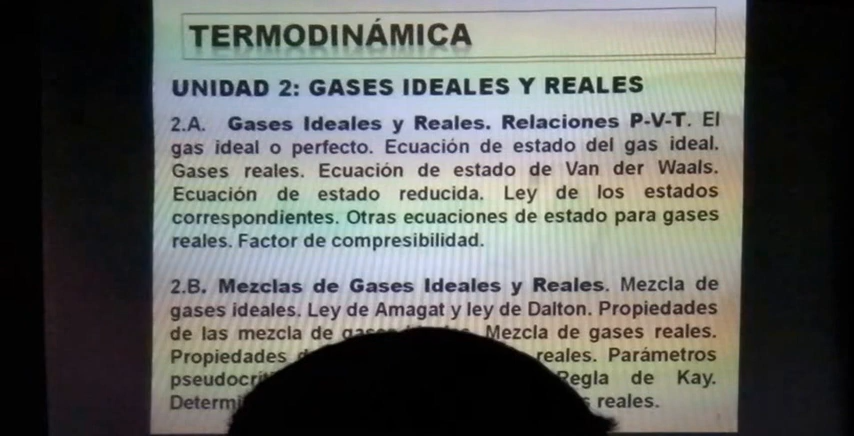 TERMODINÁMICA
UNIDAD 2: GASES IDEALES Y REALES
2.A. Gases Ideales y Reales. Relaciones P-V-T. El
gas ideal o perfecto. Ecuación de estado del gas ideal.
Gases reales. Ecuación de estado de Van der Waals.
Ecuación de estado reducida. Ley de los estados
correspondientes. Otras ecuaciones de estado para gases
reales. Factor de compresibilidad.
2.B. Mezclas de Gases Ideales y Reales. Mezcla de
gases ideales. Ley de Amagat y ley de Dalton. Propiedades
de las mezcla de Mezcla de gases reales.
Propiedades reales. Parámetros
Regla de Kay.
reales.